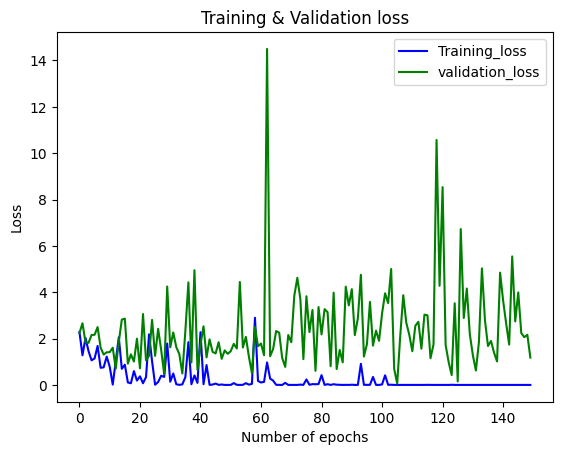 Training & Validation loss
Training_loss
validation_loss
Loss
14
12
10
8
6
4
2
0
0 20 40 60 80 100 120 140
Number of epochs